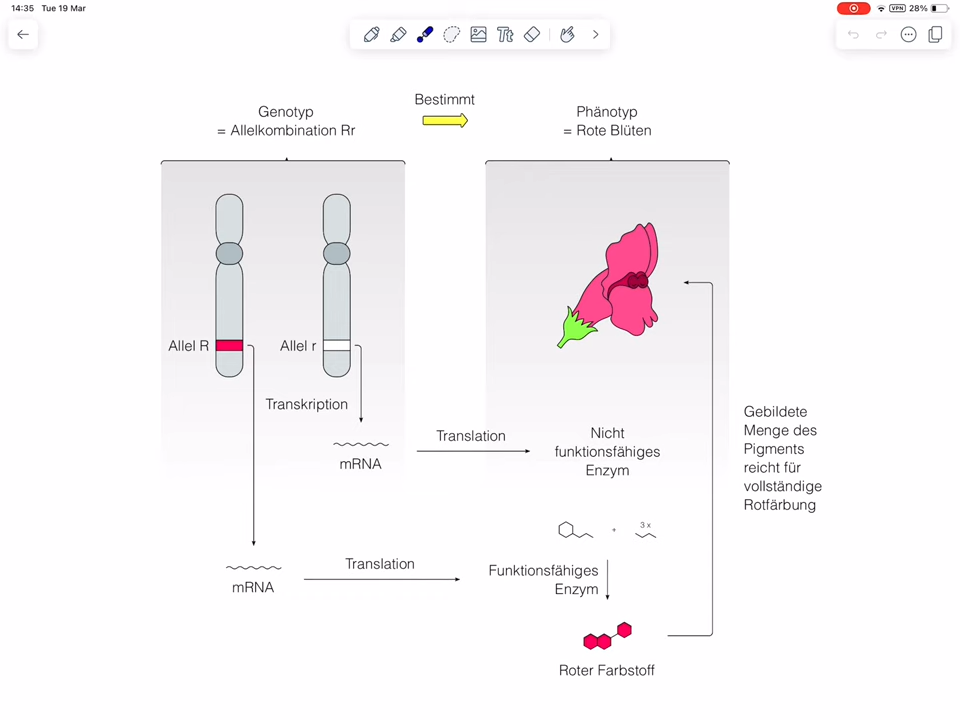 14:35 Tue 19 Mar
VPN 28%
Tt
Bestimmt
Genotyp
= Allelkombination Rr
Phänotyp
= Rote Blüten
Allel R
Allel r
Transkription
mRNA
Translation
Nicht
funktionsfähiges
Enzym
Gebildete
Menge des
Pigments
reicht für
vollständige
Rotfärbung
+
3 x
mRNA
Translation
Funktionsfähiges
Enzym
Roter Farbstoff